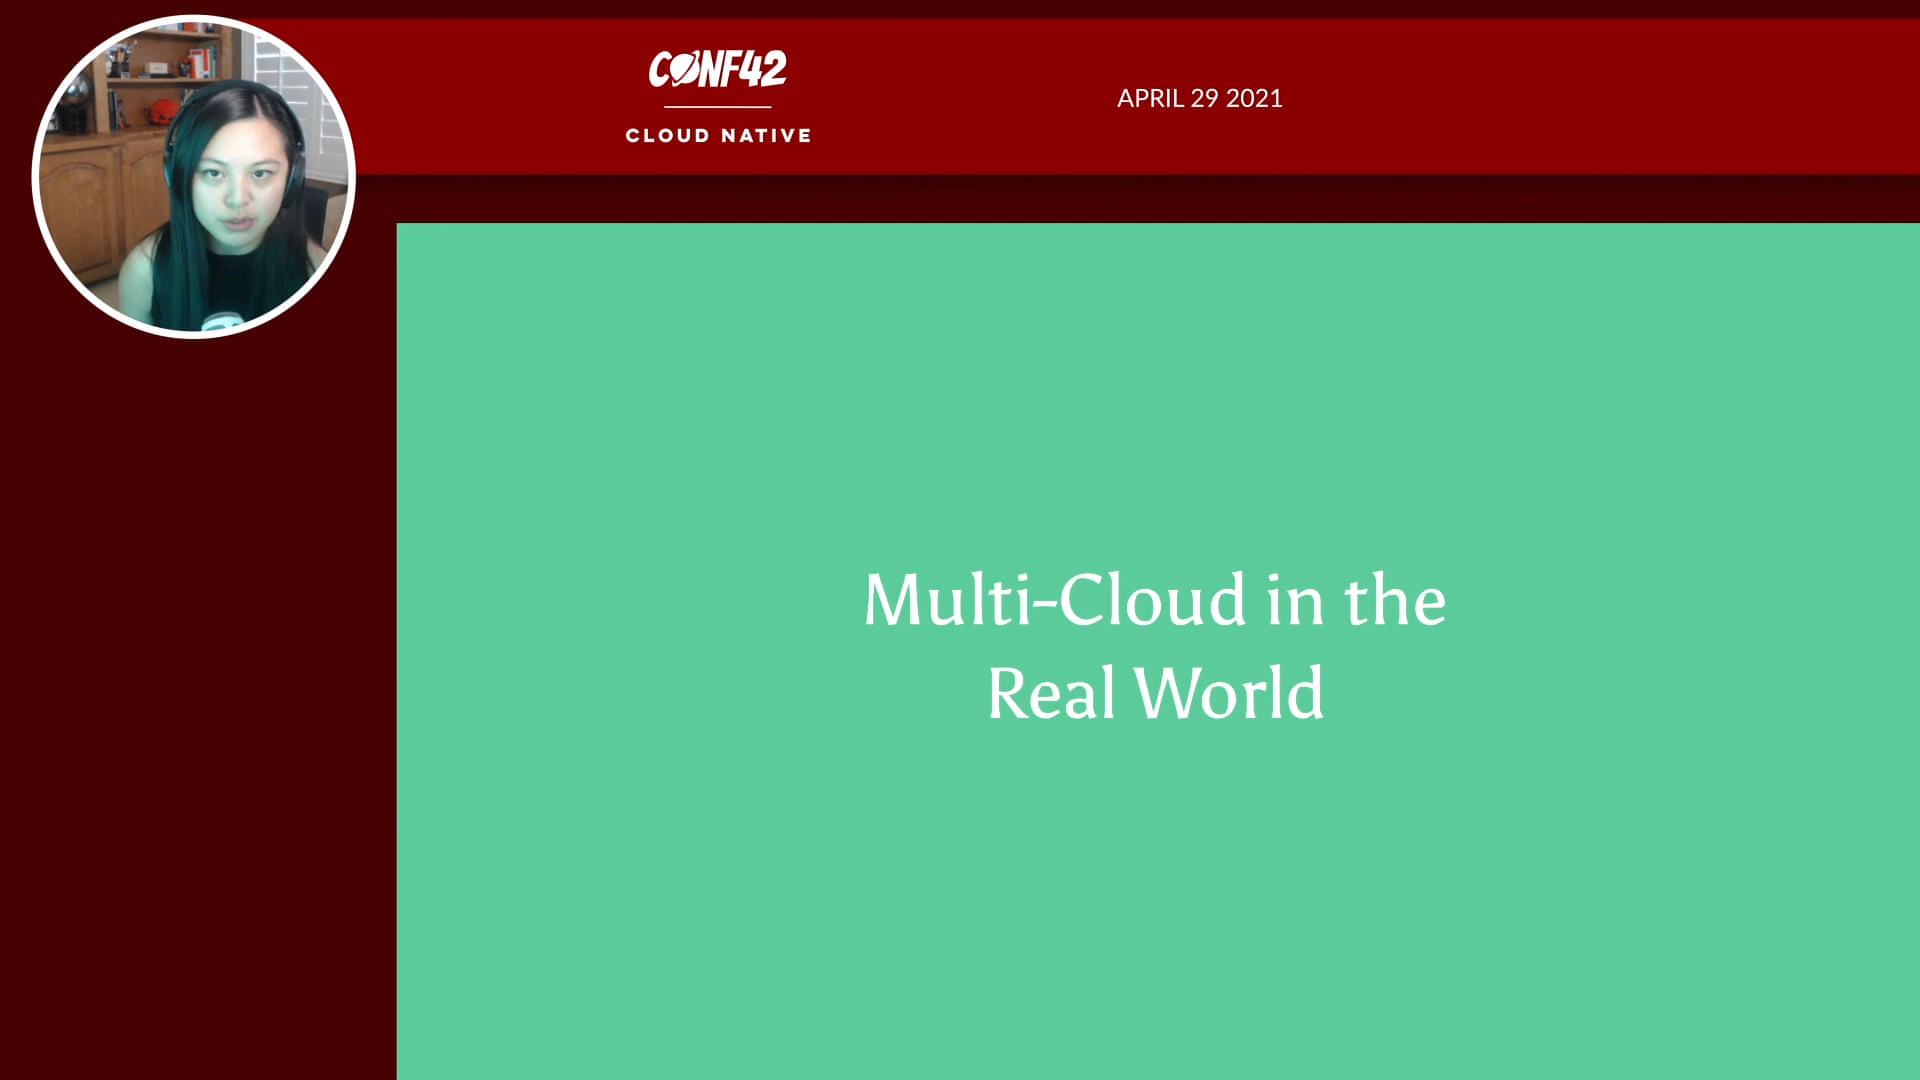 CONF42
CLOUD NATIVE
APRIL 29 2021
Multi-Cloud in the
Real World